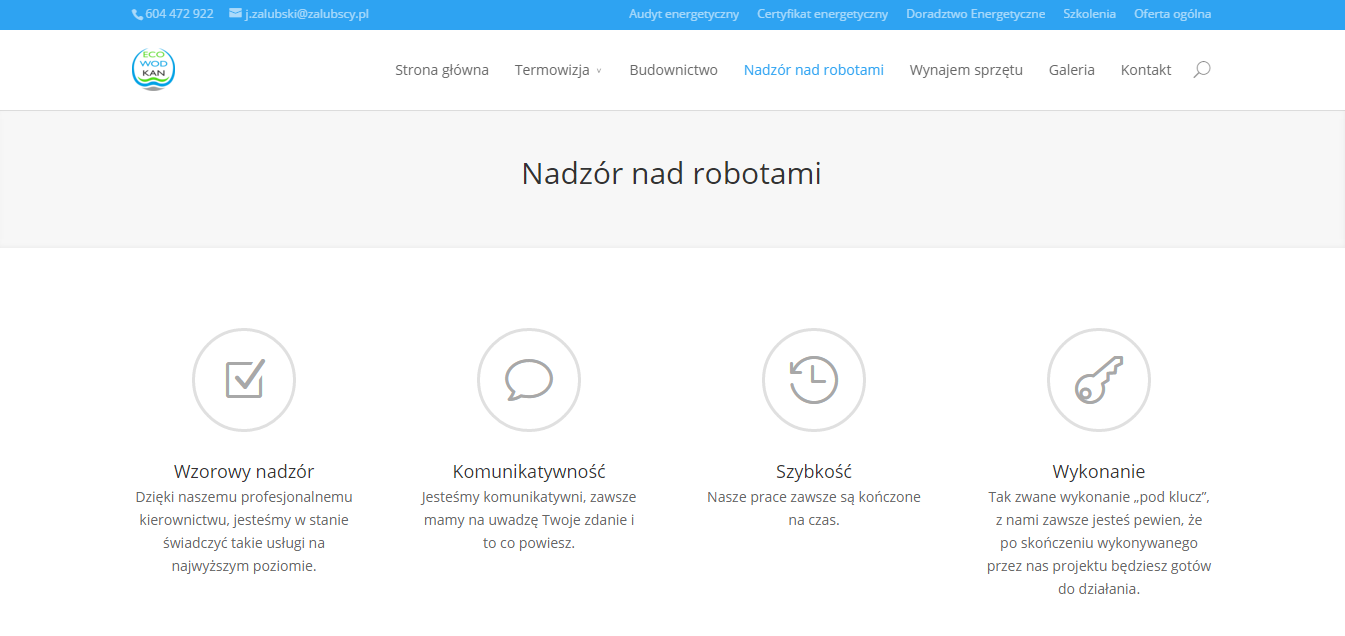 604 472 922 j.zalubski@zalubscy.pl Audyt energetyczny Certyfikat energetyczny Doradztwo Energetyczne Szkolenia Oferta ogólna
ECO
WOD
KAN
Strona główna Termowizja Budownictwo Nadzór nad robotami Wynajem sprzętu Galeria Kontakt
Nadzór nad robotami
Wzorowy nadzór
Dzięki naszemu profesjonalnemu
kierownictwu, jesteśmy w stanie
świadczyć takie usługi na
najwyższym poziomie.
Komunikatywność
Jesteśmy komunikatywni, zawsze
mamy na uwadzę Twoje zdanie i
to co powiesz.
Szybkość
Nasze prace zawsze są kończone
na czas.
Wykonanie
Tak zwane wykonanie „pod klucz”,
z nami zawsze jesteś pewien, że
po skończeniu wykonywanego
przez nas projektu będziesz gotów
do działania.